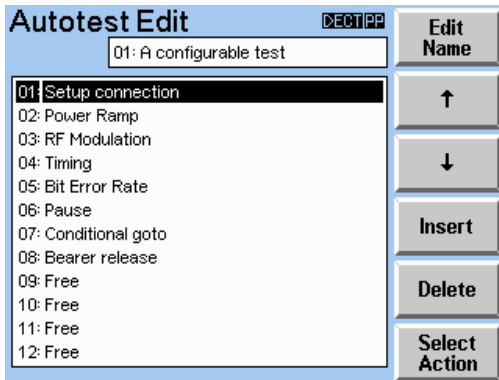 Autotest Edit
DECT PP
01: A configurable test
01: Setup connection
02: Power Ramp
03: RF Modulation
04: Timing
05: Bit Error Rate
06: Pause
07: Conditional goto
08: Bearer release
09: Free
10: Free
11: Free
12: Free
Edit
Name
↑
↓
Insert
Delete
Select
Action